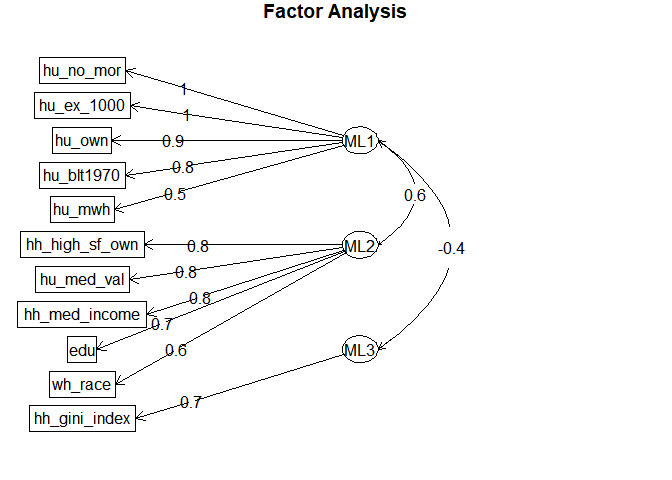 Factor Analysis
hu_no_mor
1
hu_ex_1000
1
hu_own
0.9
ML1
hu_blt1970
0.8
hu_mwh
0.5
0.6
hh_high_sf_own
0.8
ML2
-0.4
hu_med_val
0.8
hh_med_income
0.8
0.7
edu
0.6
ML3
wh_race
0.7
hh_gini_index